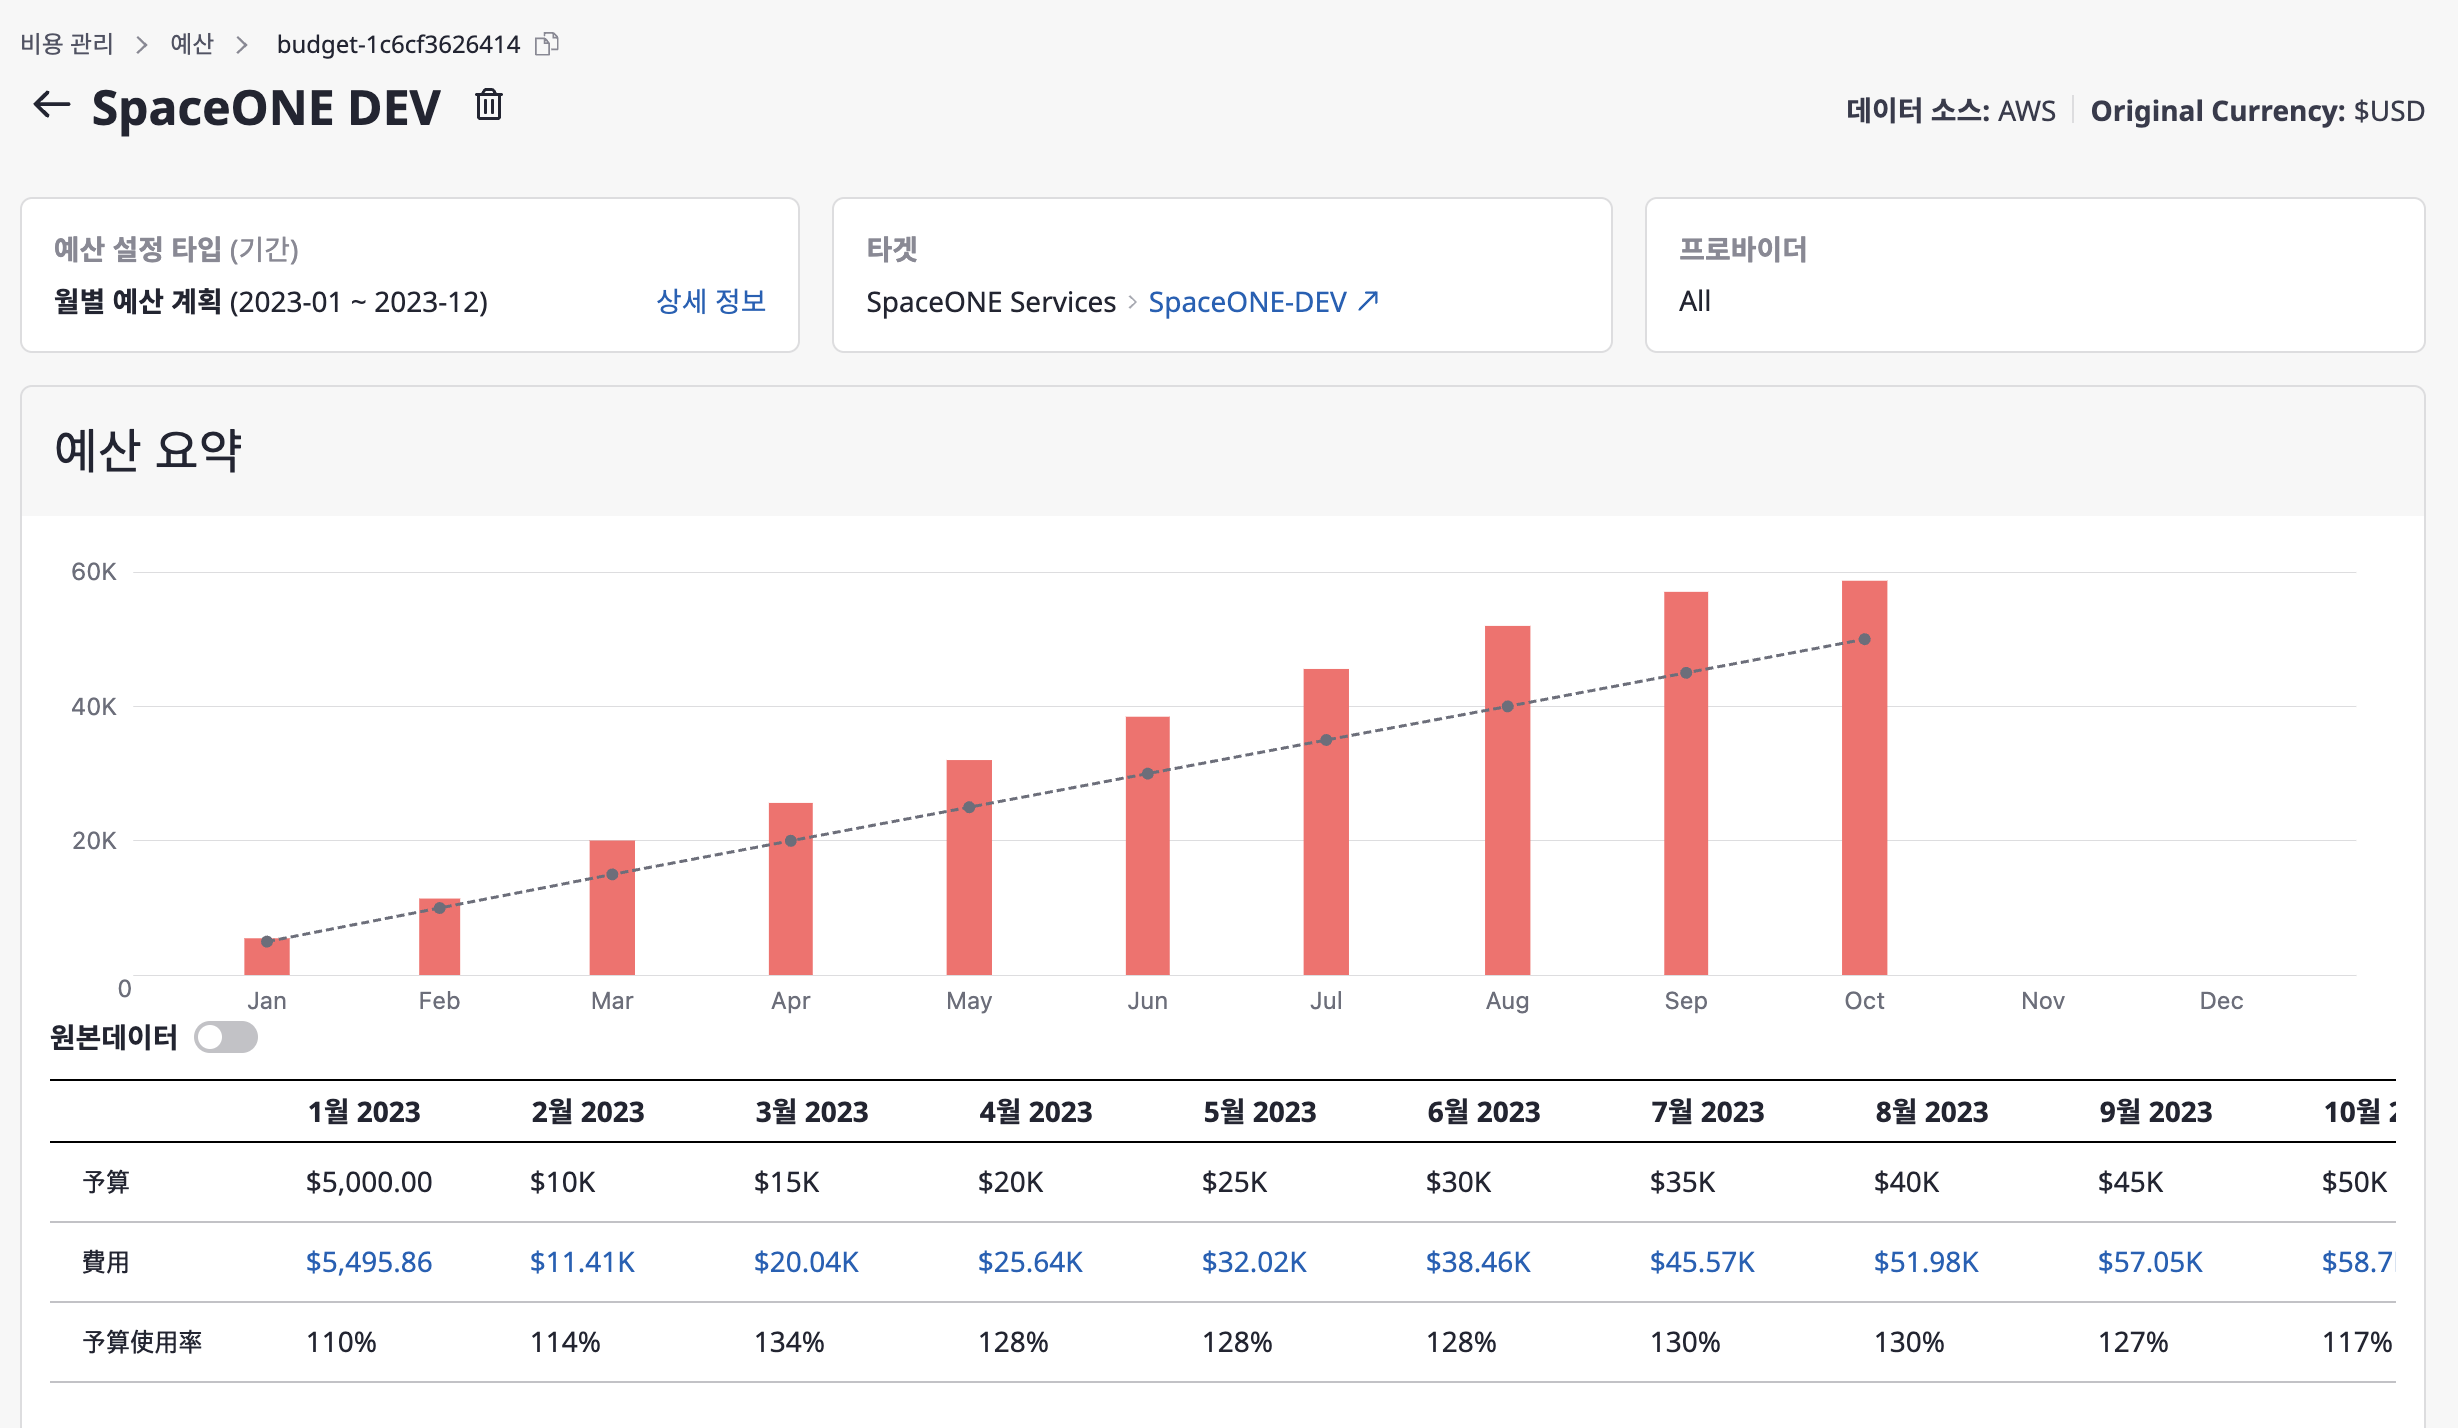 비용 관리 > 예산 > budget-1c6cf3626414
SpaceONE DEV
데이터 소스: AWS Original Currency: $USD
예산 설정 타입 (기간)
월별 예산 계획 (2023-01 ~ 2023-12) 상세 정보
타겟
SpaceONE Services > SpaceONE-DEV
프로바이더
All
예산 요약
60K
40K
20K
0
Jan Feb Mar Apr May Jun Jul Aug Sep Oct Nov Dec
원본데이터
1월 2023 2월 2023 3월 2023 4월 2023 5월 2023 6월 2023 7월 2023 8월 2023 9월 2023 10월
予算 $5,000.00 $10K $15K $20K $25K $30K $35K $40K $45K $50K
費用 $5,495.86 $11.41K $20.04K $25.64K $32.02K $38.46K $45.57K $51.98K $57.05K $58.7
予算使用率 110% 114% 134% 128% 128% 128% 130% 130% 127% 117%